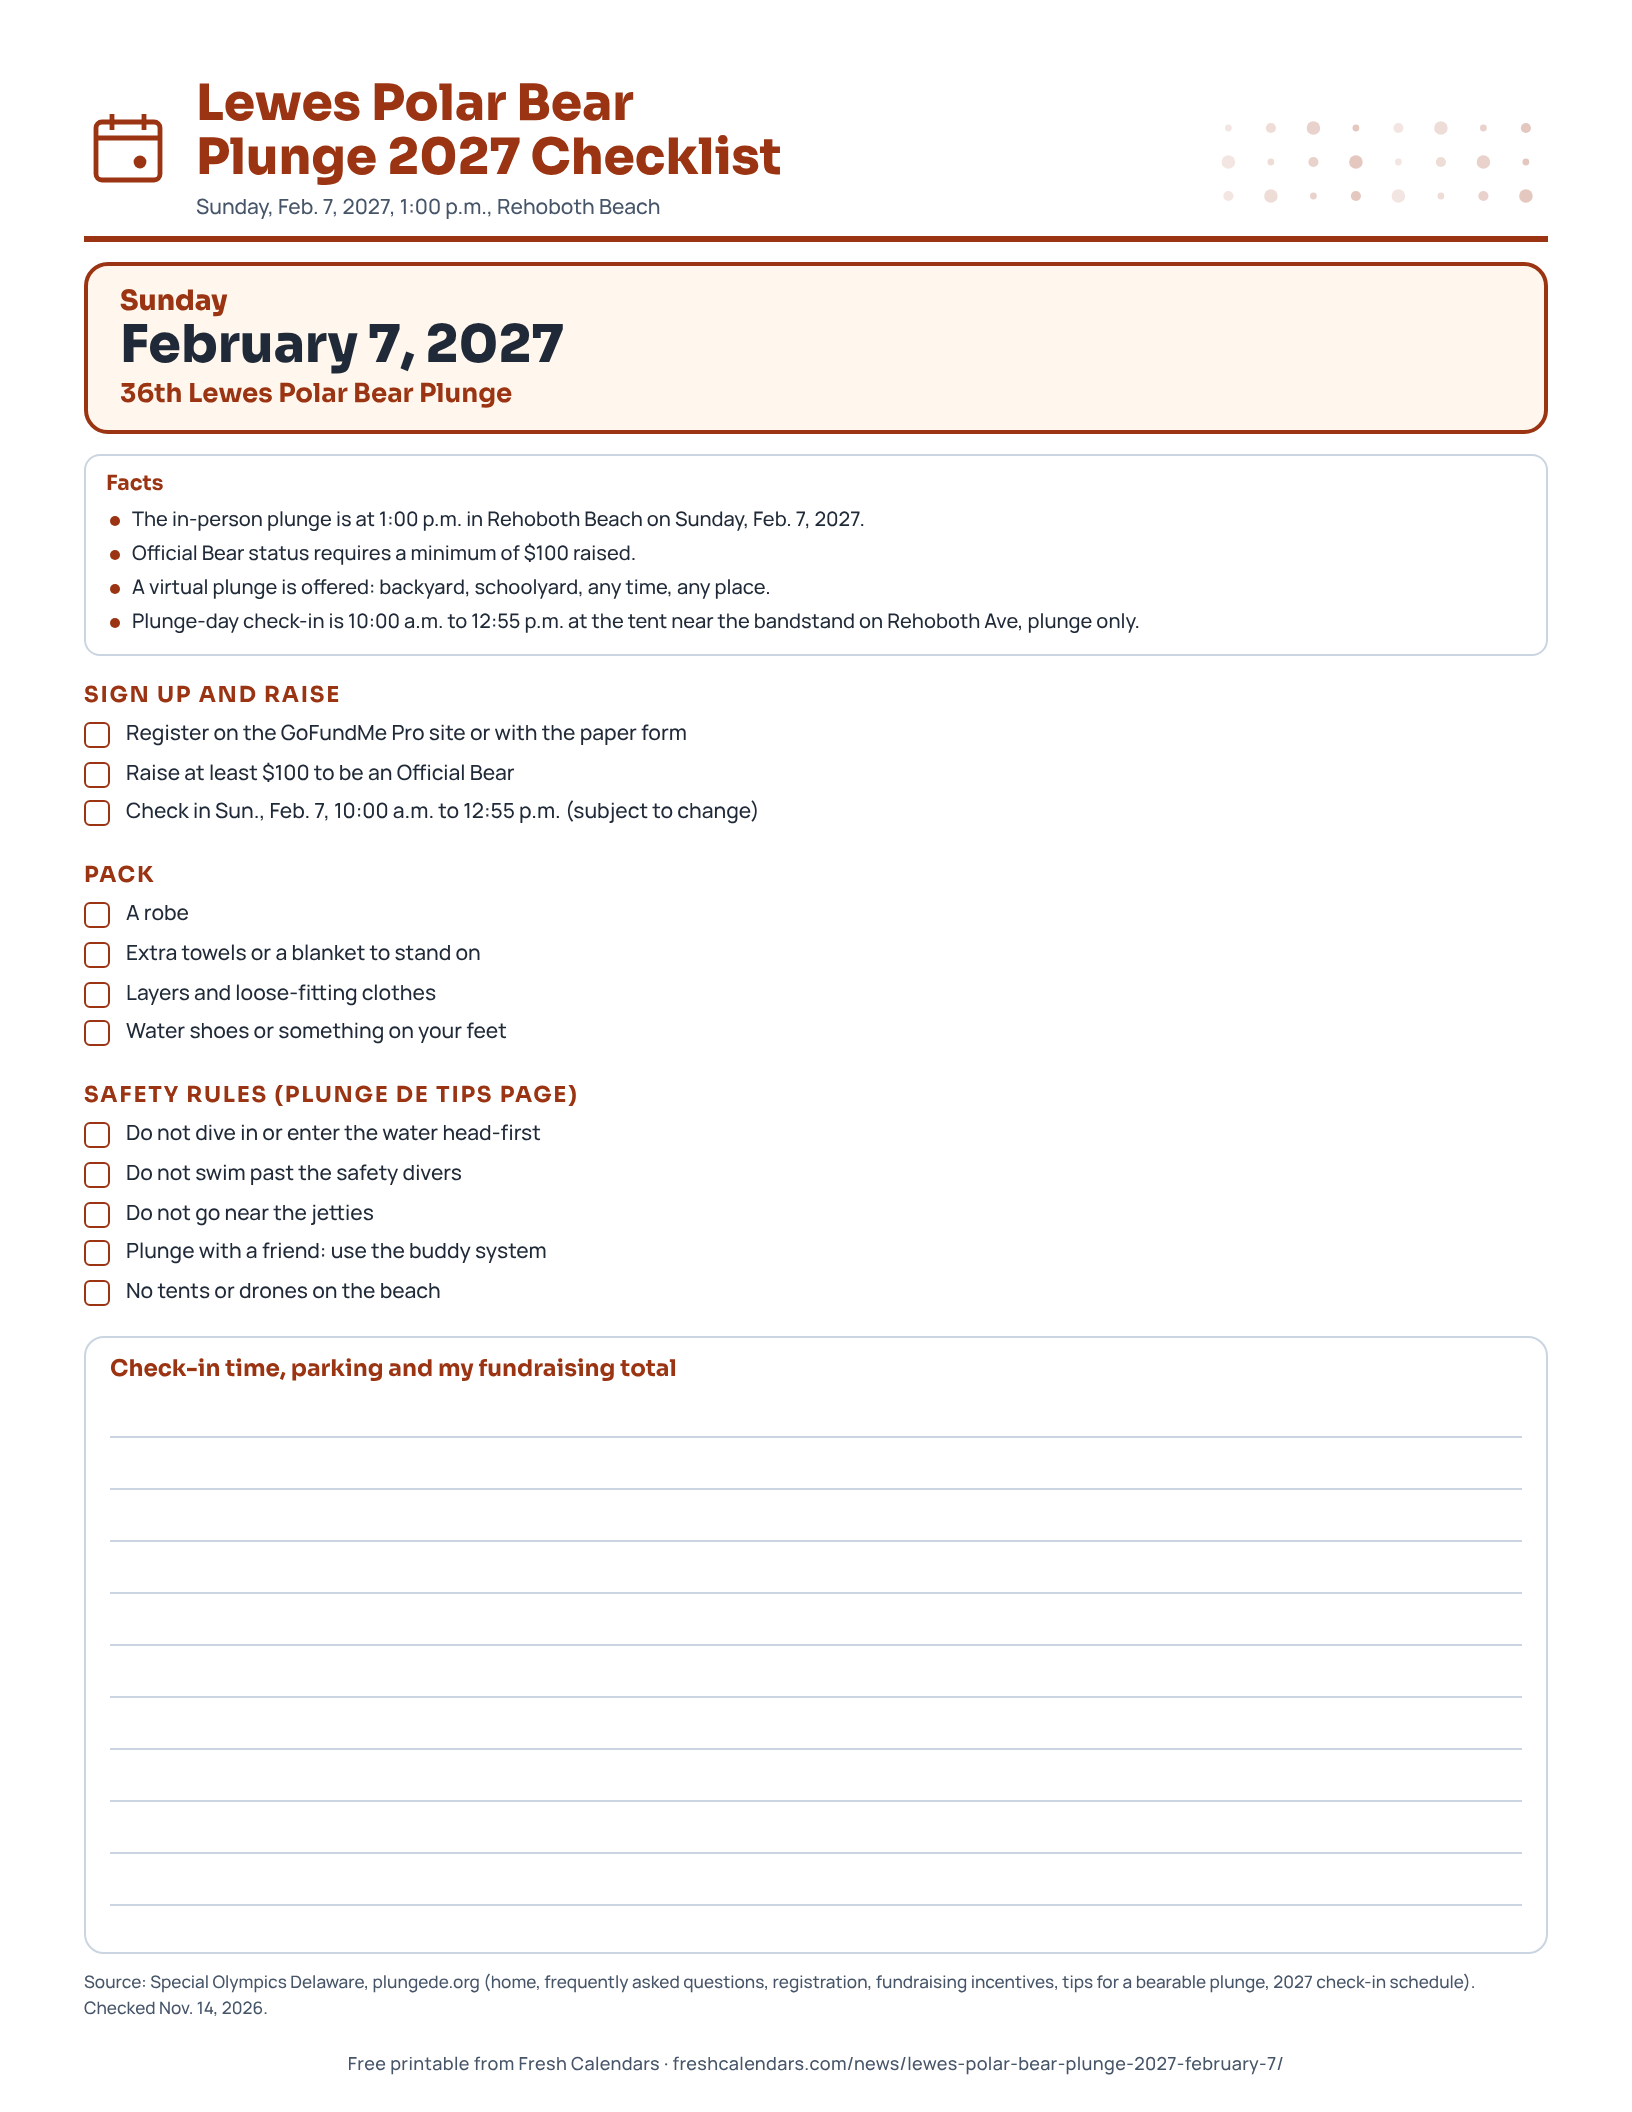 Lewes Polar Bear
Plunge 2027 Checklist
Sunday, Feb. 7, 2027, 1:00 p.m., Rehoboth Beach
Sunday
February 7, 2027
36th Lewes Polar Bear Plunge
Facts
The in-person plunge is at 1:00 p.m. in Rehoboth Beach on Sunday, Feb. 7, 2027.
Official Bear status requires a minimum of $100 raised.
A virtual plunge is offered: backyard, schoolyard, any time, any place.
Plunge-day check-in is 10:00 a.m. to 12:55 p.m. at the tent near the bandstand on Rehoboth Ave, plunge only.
SIGN UP AND RAISE
Register on the GoFundMe Pro site or with the paper form
Raise at least $100 to be an Official Bear
Check in Sun., Feb. 7, 10:00 a.m. to 12:55 p.m. (subject to change)
PACK
A robe
Extra towels or a blanket to stand on
Layers and loose-fitting clothes
Water shoes or something on your feet
SAFETY RULES (PLUNGE DE TIPS PAGE)
Do not dive in or enter the water head-first
Do not swim past the safety divers
Do not go near the jetties
Plunge with a friend: use the buddy system
No tents or drones on the beach
Check-in time, parking and my fundraising total
Source: Special Olympics Delaware, plungede.org (home, frequently asked questions, registration, fundraising incentives, tips for a bearable plunge, 2027 check-in schedule).
Checked Nov. 14, 2026.
Free printable from Fresh Calendars · freshcalendars.com/news/lewes-polar-bear-plunge-2027-february-7/